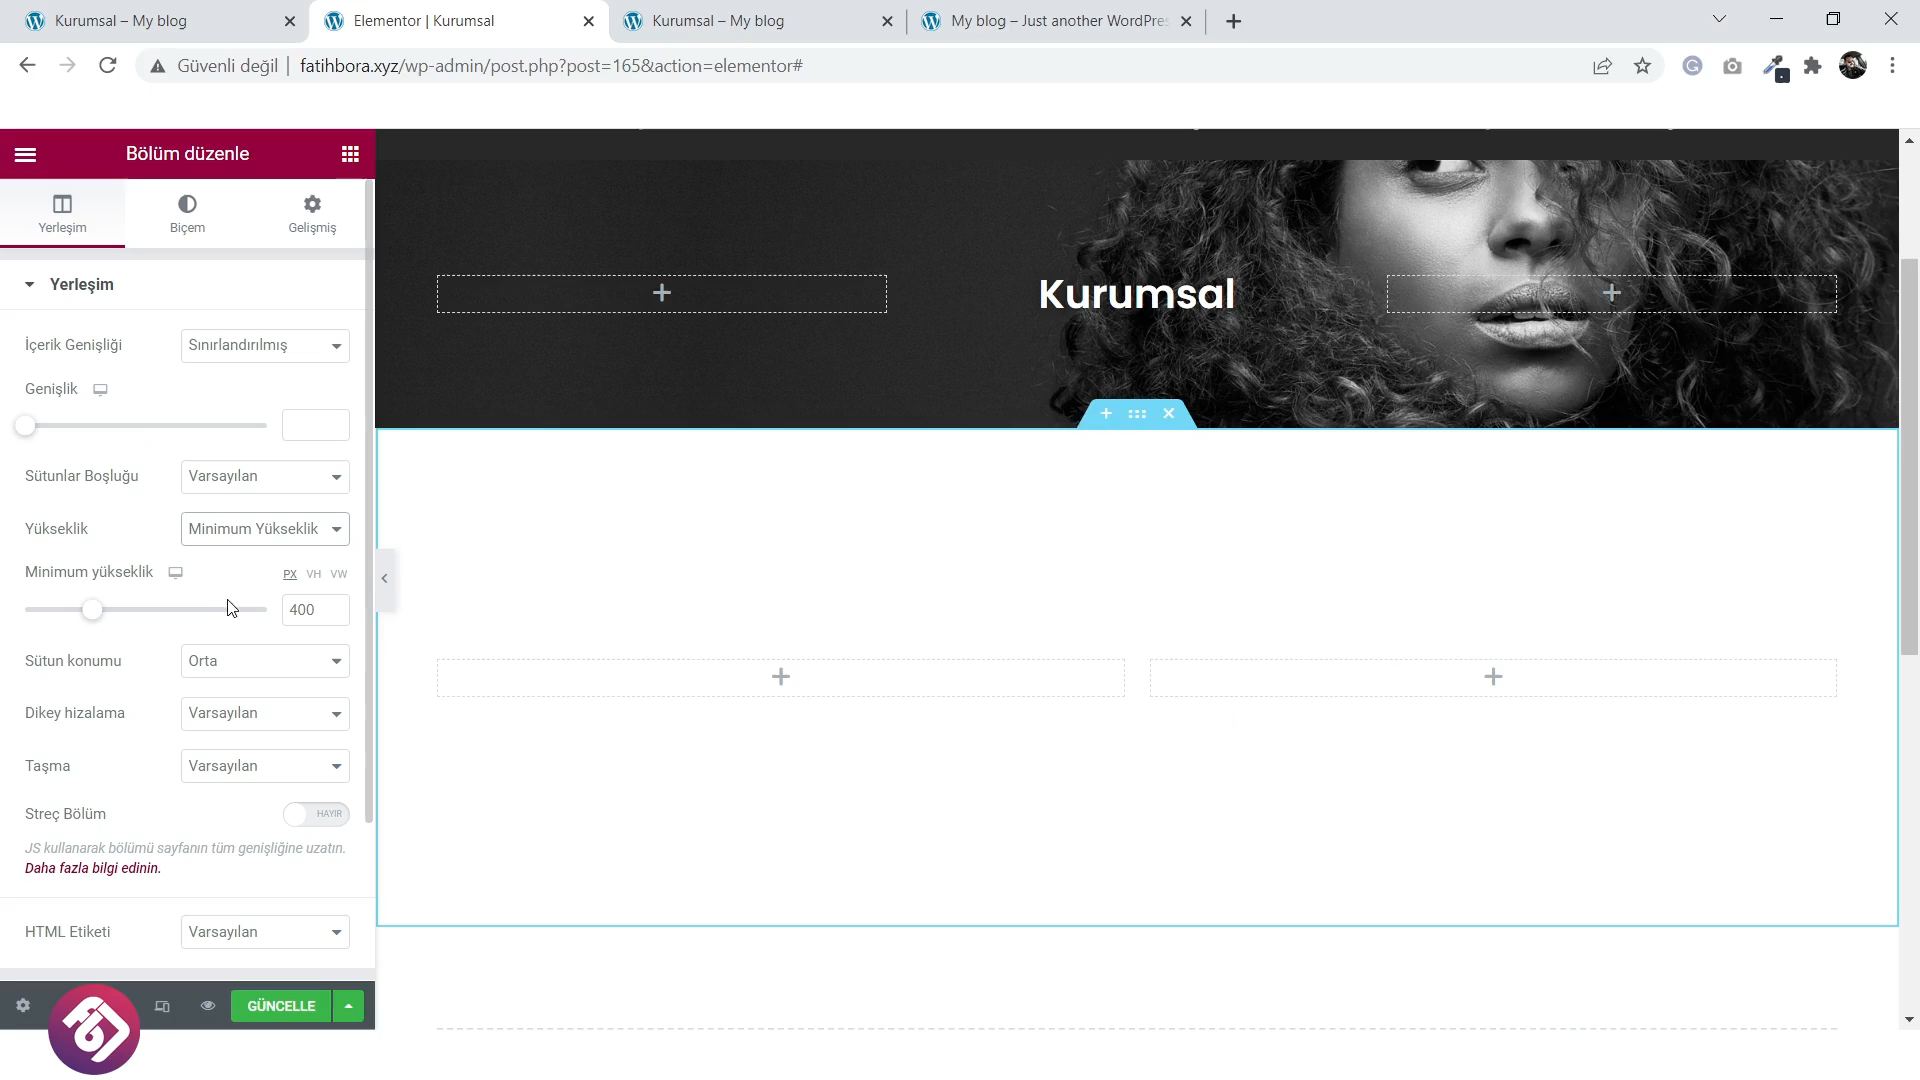 Kurumsal – My blog
Elementor | Kurumsal
Kurumsal – My blog
My blog – Just another WordPres
Güvenli değil
fatihbora.xyz/wp-admin/post.php?post=165&action=elementor#
Bölüm düzenle
Yerleşim
Biçem
Gelişmiş
Yerleşim
İçerik Genişliği
Sınırlandırılmış
Genişlik
Sütunlar Boşluğu
Varsayılan
Yükseklik
Minimum Yükseklik
Minimum yükseklik
PX VH VW
400
Sütun konumu
Orta
Dikey hizalama
Varsayılan
Taşma
Varsayılan
Streç Bölüm
HAYIR
JS kullanarak bölümü sayfanın tüm genişliğine uzatın.
Daha fazla bilgi edinin.
HTML Etiketi
Varsayılan
GÜNCELLE
Kurumsal